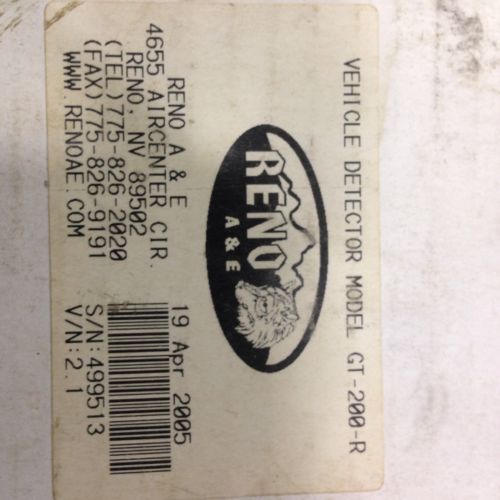 VEHICLE DETECTOR MODEL GT-200-R
RENO
A & E
RENO A & E
4655 AIRCENTER CIR.
RENO, NV 89502
(TEL)775-826-2020
(FAX)775-826-9191
WWW.RENOAE.COM
19 Apr 2005
S/N:499513
V/N:2.1